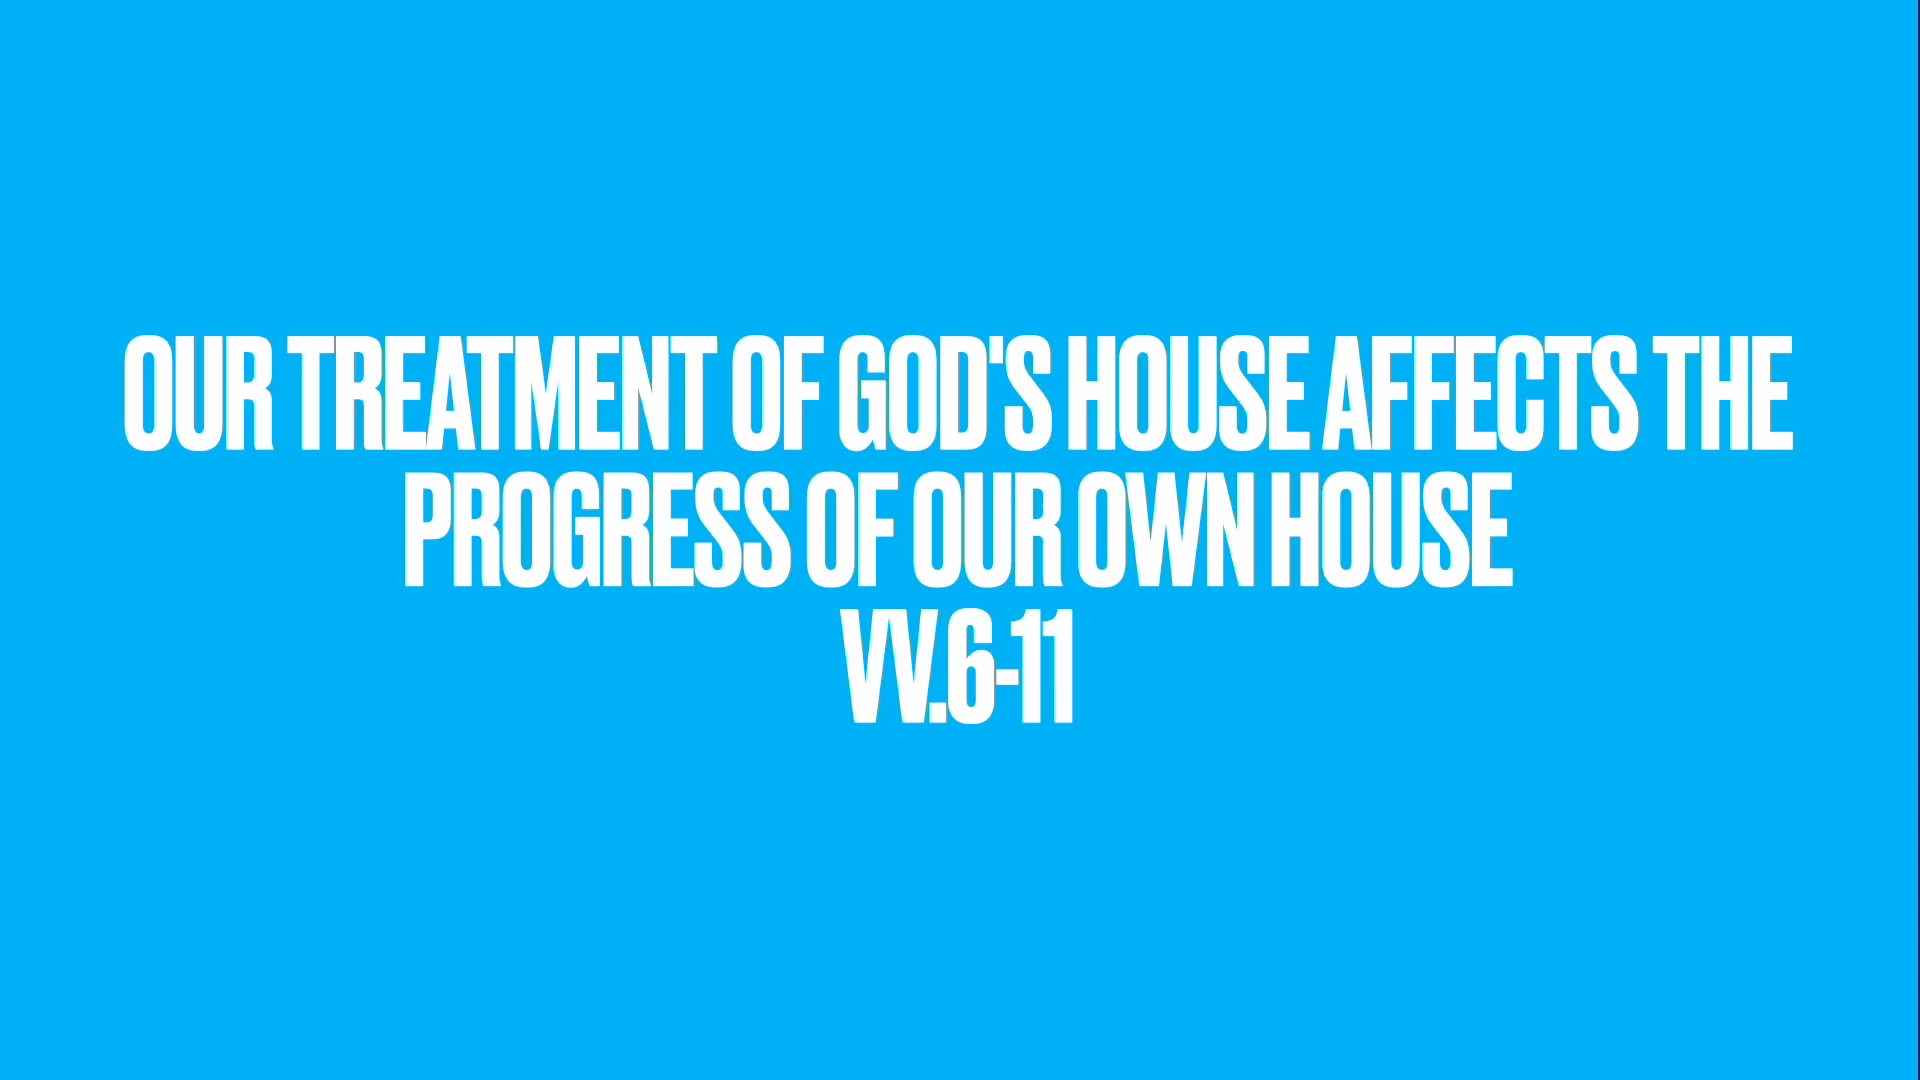 OUR TREATMENT OF GOD'S HOUSE AFFECTS THE
PROGRESS OF OUR OWN HOUSE
VV.6-11